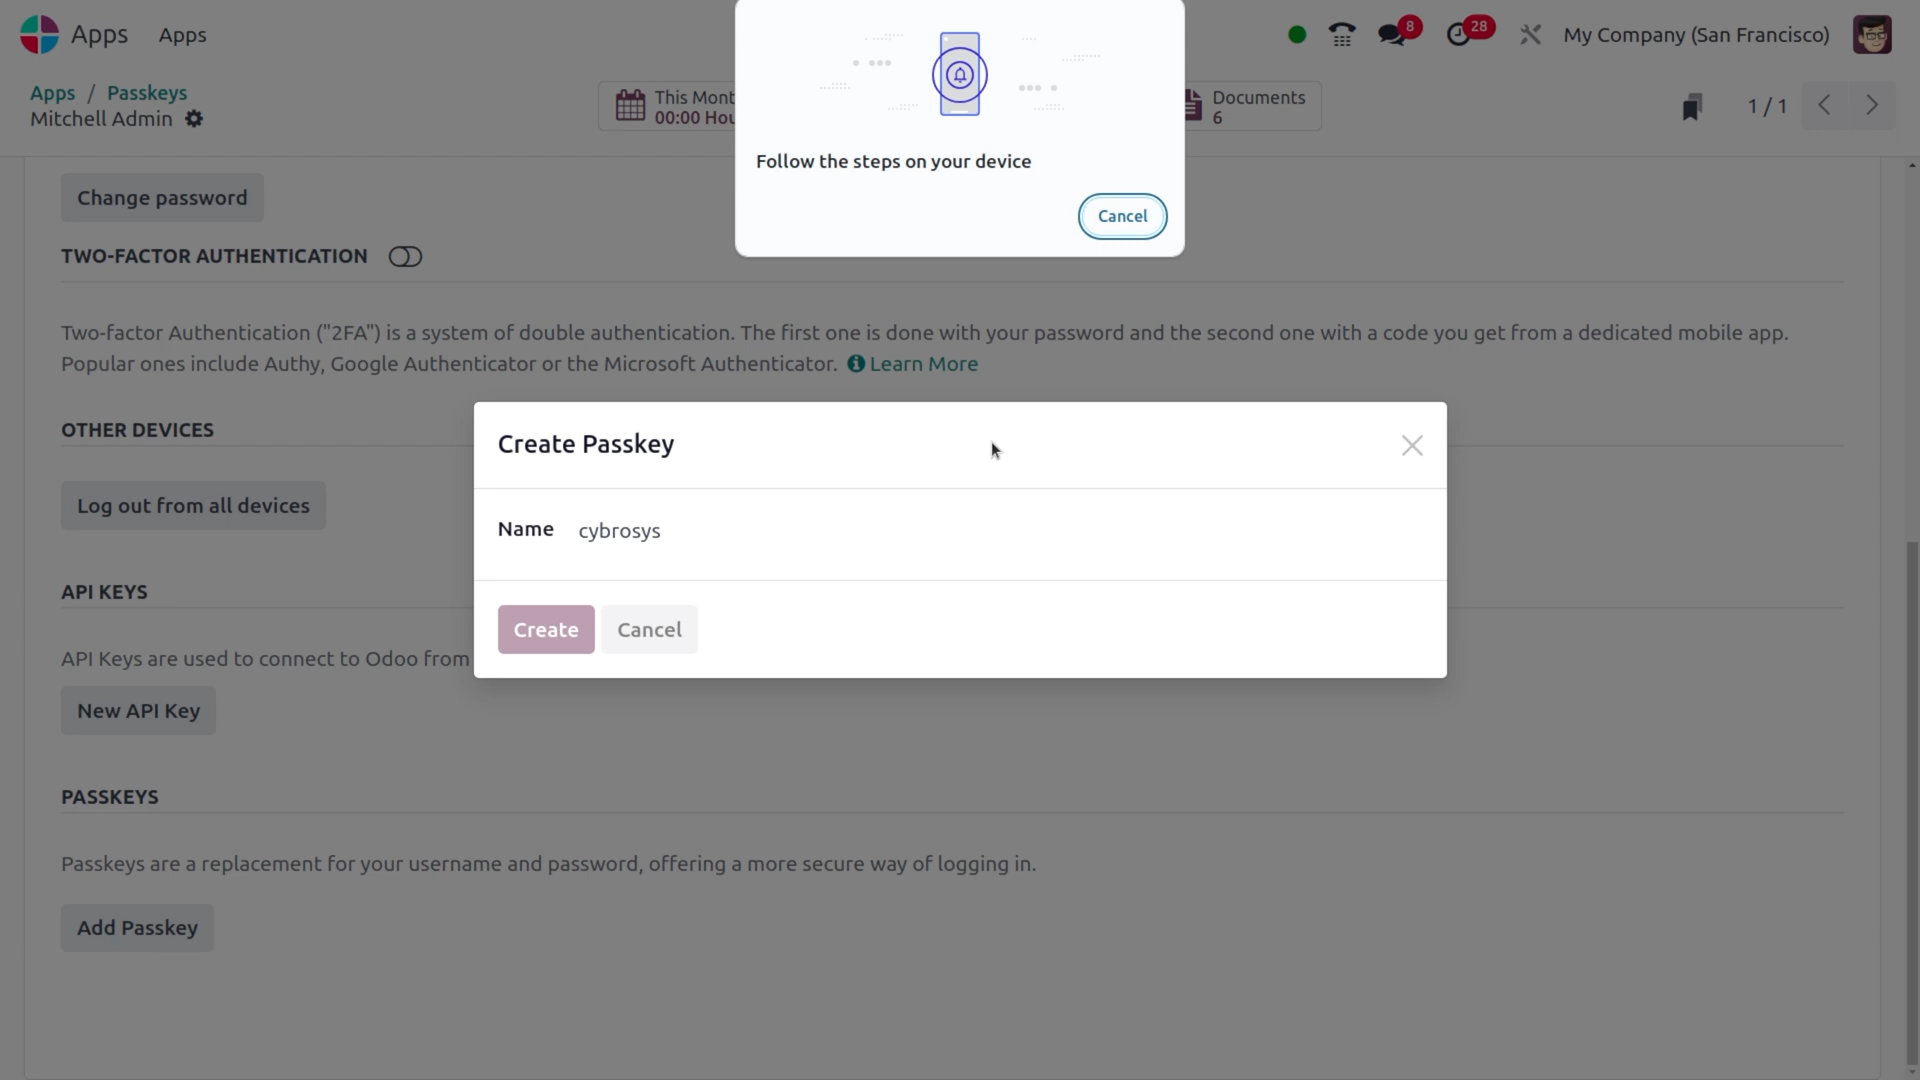 Apps Apps
8 28 My Company (San Francisco)
Apps / Passkeys
Mitchell Admin
This Mont
00:00 Hou
Documents
6
1 / 1
Follow the steps on your device
Cancel
Change password
TWO-FACTOR AUTHENTICATION
Two-factor Authentication ("2FA") is a system of double authentication. The first one is done with your password and the second one with a code you get from a dedicated mobile app.
Popular ones include Authy, Google Authenticator or the Microsoft Authenticator. Learn More
OTHER DEVICES
Log out from all devices
Create Passkey
Name cybrosys
Create Cancel
API KEYS
API Keys are used to connect to Odoo from
New API Key
PASSKEYS
Passkeys are a replacement for your username and password, offering a more secure way of logging in.
Add Passkey